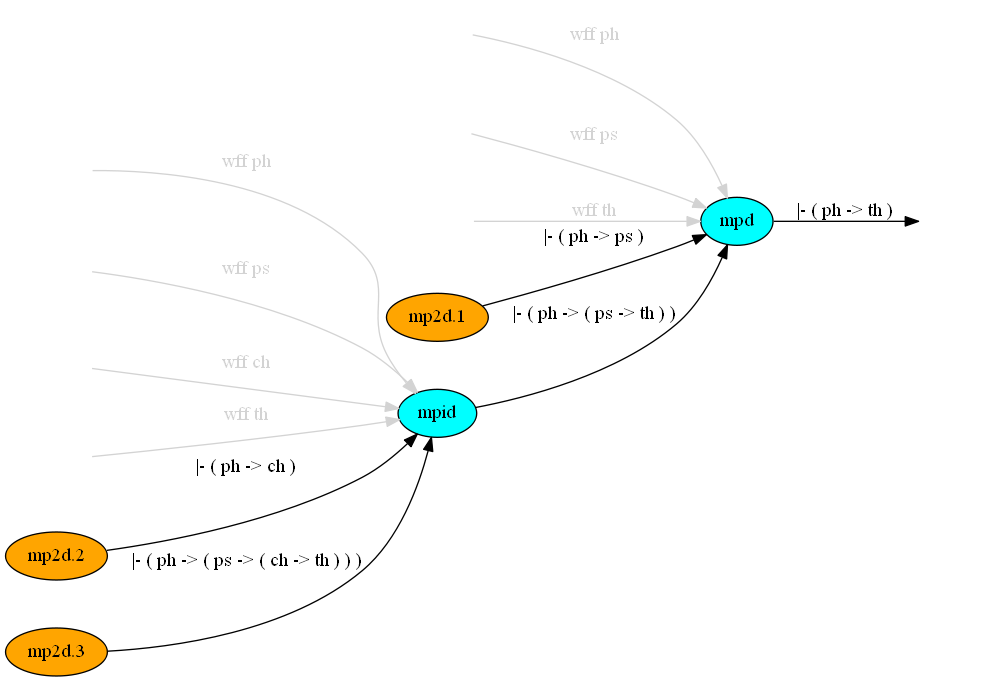 wff ph
wff ps
wff ph
wff th
|- ( ph -> th )
mpd
|- ( ph -> ps )
wff ps
mp2d.1
|- ( ph -> ( ps -> th ) )
wff ch
wff th
mpid
|- ( ph -> ch )
mp2d.2
|- ( ph -> ( ps -> ( ch -> th ) ) )
mp2d.3